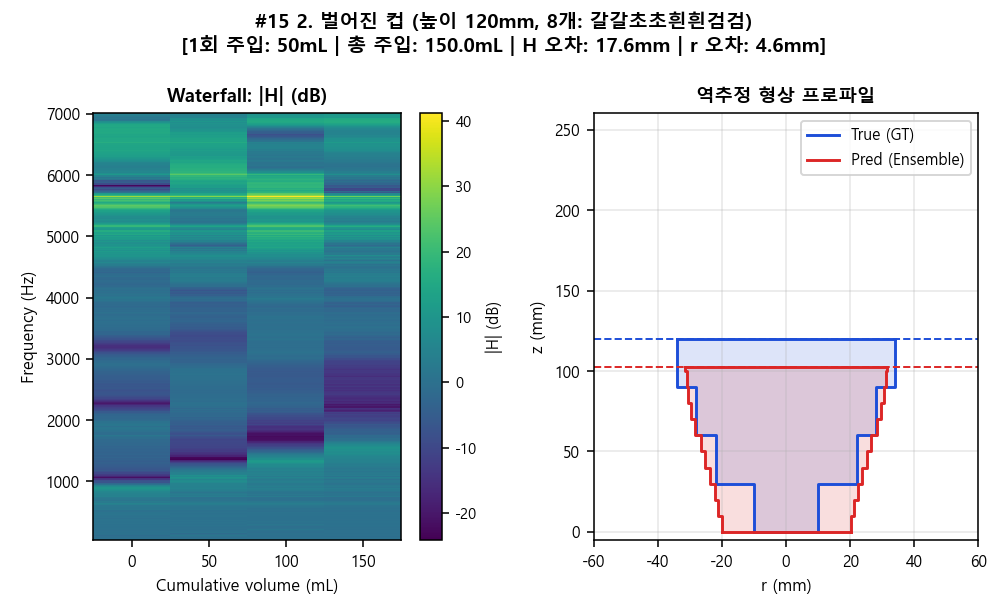 #15 2. 벌어진 컵 (높이 120mm, 8개: 갈갈초초흰흰검검)
[1회 주입: 50mL | 총 주입: 150.0mL | H 오차: 17.6mm | r 오차: 4.6mm]
Waterfall: |H| (dB)
7000
6000
5000
4000
3000
2000
1000
Frequency (Hz)
0
50
100
150
Cumulative volume (mL)
40
30
20
10
0
-10
-20
|H| (dB)
역추정 형상 프로파일
True (GT)
Pred (Ensemble)
250
200
150
100
50
0
z (mm)
-60
-40
-20
0
20
40
60
r (mm)